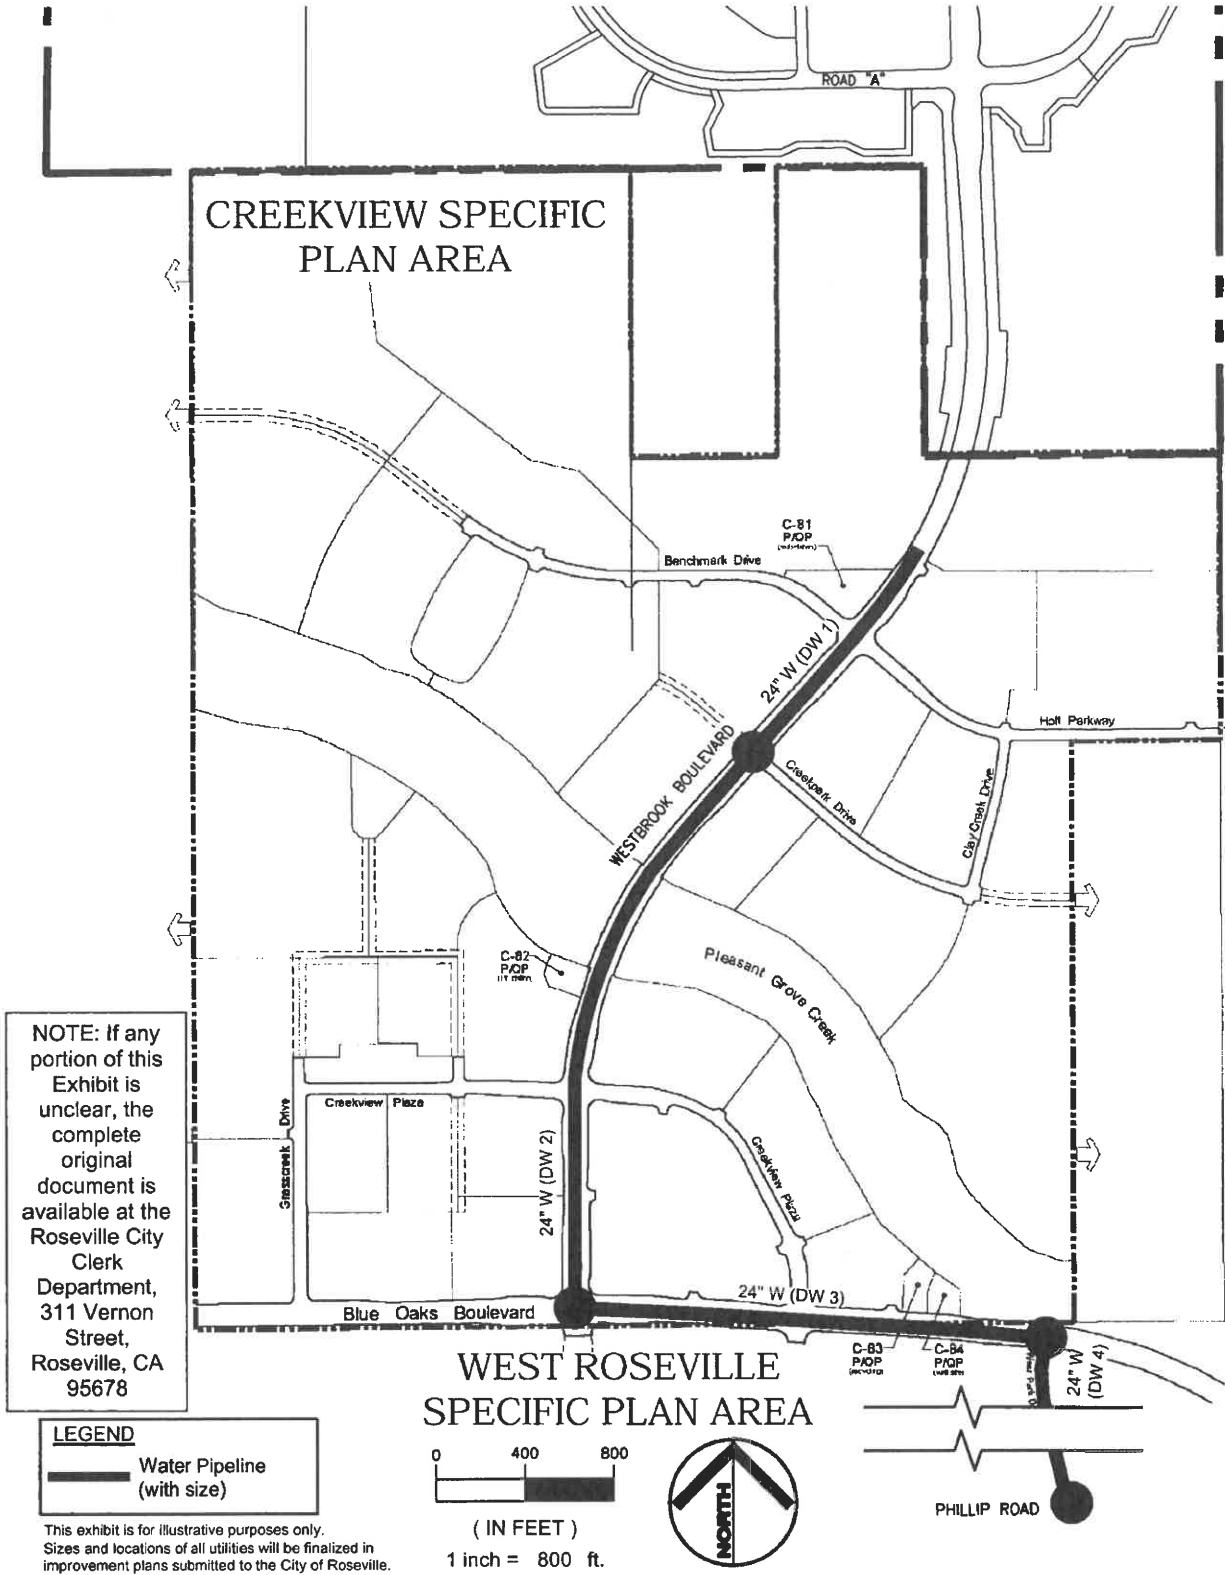 ROAD "A"
CREEKVIEW SPECIFIC
PLAN AREA
C-81
P/QP
Benchmark Drive
24" W (DW 1)
WESTBROOK BOULEVARD
Holt Parkway
Creekpark Drive
Clay Creek Drive
C-82
P/QP
Pleasant Grove Creek
NOTE: If any
portion of this
Exhibit is
unclear, the
complete
original
document is
available at the
Roseville City
Clerk
Department,
311 Vernon
Street,
Roseville, CA
95678
Creekview Plaza
Grasscreek Drive
24" W (DW 2)
Creekview Plaza
24" W (DW 3)
Blue Oaks Boulevard
C-83
P/QP
C-84
P/QP
(well site)
24" W
(DW 4)
WEST ROSEVILLE
SPECIFIC PLAN AREA
LEGEND
Water Pipeline
(with size)
0 400 800
( IN FEET )
1 inch = 800 ft.
NORTH
PHILLIP ROAD
This exhibit is for illustrative purposes only.
Sizes and locations of all utilities will be finalized in
improvement plans submitted to the City of Roseville.